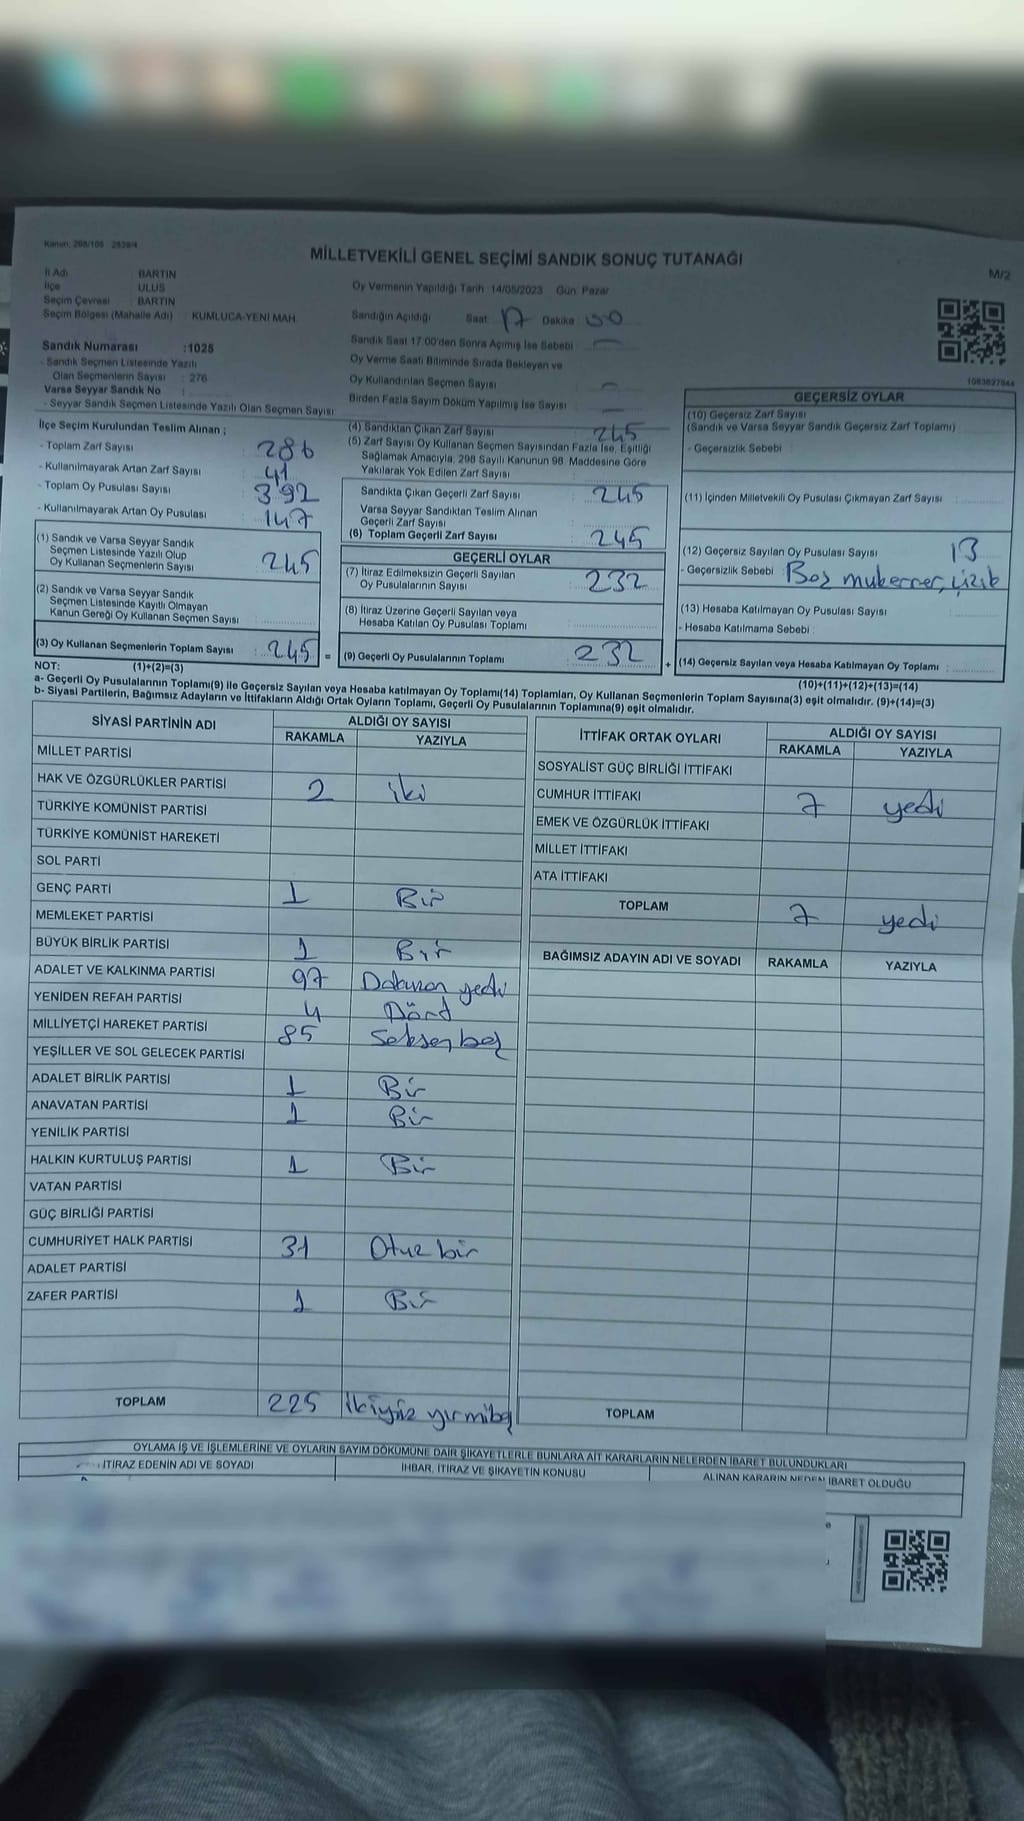 Kanun: 298/105 2839/4
MİLLETVEKİLİ GENEL SEÇİMİ SANDIK SONUÇ TUTANAĞI
M/2
İl Adı : BARTIN
İlçe : ULUS
Seçim Çevresi : BARTIN
Seçim Bölgesi (Mahalle Adı) : KUMLUCA-YENİ MAH.
Oy Vermenin Yapıldığı Tarih :14/05/2023 Gün: Pazar
Sandığın Açıldığı Saat 17 Dakika 00
Sandık Saat 17:00'den Sonra Açılmış İse Sebebi
Oy Verme Saati Bitiminde Sırada Bekleyen ve
Oy Kullandırılan Seçmen Sayısı
Birden Fazla Sayım Döküm Yapılmış İse Sayısı
Sandık Numarası :1025
- Sandık Seçmen Listesinde Yazılı
Olan Seçmenlerin Sayısı : 276
Varsa Seyyar Sandık No :
- Seyyar Sandık Seçmen Listesinde Yazılı Olan Seçmen Sayısı
İlçe Seçim Kurulundan Teslim Alınan ;
- Toplam Zarf Sayısı 286
- Kullanılmayarak Artan Zarf Sayısı 41
- Toplam Oy Pusulası Sayısı 392
- Kullanılmayarak Artan Oy Pusulası 147
(1) Sandık ve Varsa Seyyar Sandık
Seçmen Listesinde Yazılı Olup
Oy Kullanan Seçmenlerin Sayısı 245
(2) Sandık ve Varsa Seyyar Sandık
Seçmen Listesinde Kayıtlı Olmayan
Kanun Gereği Oy Kullanan Seçmen Sayısı :
(3) Oy Kullanan Seçmenlerin Toplam Sayısı : 245 =
(4) Sandıktan Çıkan Zarf Sayısı 245
(5) Zarf Sayısı Oy Kullanan Seçmen Sayısından Fazla İse, Eşitliği
Sağlamak Amacıyla, 298 Sayılı Kanunun 98. Maddesine Göre
Yakılarak Yok Edilen Zarf Sayısı :
Sandıkta Çıkan Geçerli Zarf Sayısı 245
Varsa Seyyar Sandıktan Teslim Alınan
Geçerli Zarf Sayısı
(6) Toplam Geçerli Zarf Sayısı 245
GEÇERLİ OYLAR
(7) İtiraz Edilmeksizin Geçerli Sayılan
Oy Pusulalarının Sayısı 232
(8) İtiraz Üzerine Geçerli Sayılan veya
Hesaba Katılan Oy Pusulası Toplamı
(9) Geçerli Oy Pusulalarının Toplamı 232 +
1083827044
GEÇERSİZ OYLAR
(10) Geçersiz Zarf Sayısı
(Sandık ve Varsa Seyyar Sandık Geçersiz Zarf Toplamı)
- Geçersizlik Sebebi :
(11) İçinden Milletvekili Oy Pusulası Çıkmayan Zarf Sayısı
(12) Geçersiz Sayılan Oy Pusulası Sayısı 13
- Geçersizlik Sebebi : Boş mukerrer, çizik
(13) Hesaba Katılmayan Oy Pusulası Sayısı
- Hesaba Katılmama Sebebi :
(14) Geçersiz Sayılan veya Hesaba Katılmayan Oy Toplamı :
NOT: (1)+(2)=(3) (10)+(11)+(12)+(13)=(14)
a- Geçerli Oy Pusulalarının Toplamı(9) ile Geçersiz Sayılan veya Hesaba katılmayan Oy Toplamı(14) Toplamları, Oy Kullanan Seçmenlerin Toplam Sayısına(3) eşit olmalıdır. (9)+(14)=(3)
b- Siyasi Partilerin, Bağımsız Adayların ve İttifakların Aldığı Ortak Oyların Toplamı, Geçerli Oy Pusulalarının Toplamına(9) eşit olmalıdır.
SİYASİ PARTİNİN ADI ALDIĞI OY SAYISI
RAKAMLA YAZIYLA
MİLLET PARTİSİ
HAK VE ÖZGÜRLÜKLER PARTİSİ 2 iki
TÜRKİYE KOMÜNİST PARTİSİ
TÜRKİYE KOMÜNİST HAREKETİ
SOL PARTİ
GENÇ PARTİ 1 Bir
MEMLEKET PARTİSİ
BÜYÜK BİRLİK PARTİSİ 1 Bir
ADALET VE KALKINMA PARTİSİ 97 Doksan yedi
YENİDEN REFAH PARTİSİ 4 Dört
MİLLİYETÇİ HAREKET PARTİSİ 85 Seksen beş
YEŞİLLER VE SOL GELECEK PARTİSİ
ADALET BİRLİK PARTİSİ 1 Bir
ANAVATAN PARTİSİ 1 Bir
YENİLİK PARTİSİ
HALKIN KURTULUŞ PARTİSİ 1 Bir
VATAN PARTİSİ
GÜÇ BİRLİĞİ PARTİSİ
CUMHURİYET HALK PARTİSİ 31 Otuz bir
ADALET PARTİSİ
ZAFER PARTİSİ 1 Bir
TOPLAM 225 ikiyüz yirmibeş
İTTİFAK ORTAK OYLARI ALDIĞI OY SAYISI
RAKAMLA YAZIYLA
SOSYALİST GÜÇ BİRLİĞİ İTTİFAKI
CUMHUR İTTİFAKI 7 yedi
EMEK VE ÖZGÜRLÜK İTTİFAKI
MİLLET İTTİFAKI
ATA İTTİFAKI
TOPLAM 7 yedi
BAĞIMSIZ ADAYIN ADI VE SOYADI RAKAMLA YAZIYLA
TOPLAM
OYLAMA İŞ VE İŞLEMLERİNE VE OYLARIN SAYIM DÖKÜMÜNE DAİR ŞİKAYETLERLE BUNLARA AİT KARARLARIN NELERDEN İBARET BULUNDUKLARI
İTİRAZ EDENİN ADI VE SOYADI İHBAR, İTİRAZ VE ŞİKAYETİN KONUSU ALINAN KARARIN NEDEN İBARET OLDUĞU